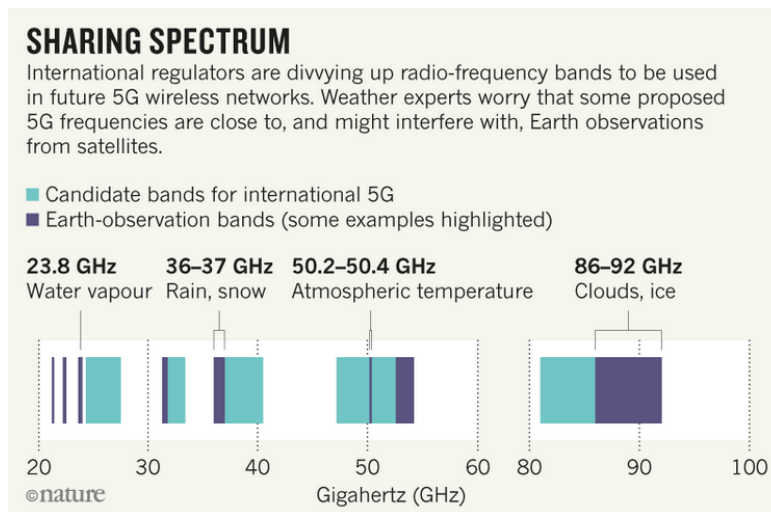 SHARING SPECTRUM
International regulators are divvying up radio-frequency bands to be used
in future 5G wireless networks. Weather experts worry that some proposed
5G frequencies are close to, and might interfere with, Earth observations
from satellites.
Candidate bands for international 5G
Earth-observation bands (some examples highlighted)
23.8 GHz 36–37 GHz 50.2–50.4 GHz 86–92 GHz
Water vapour Rain, snow Atmospheric temperature Clouds, ice
20 30 40 50 60 80 90 100
©nature Gigahertz (GHz)